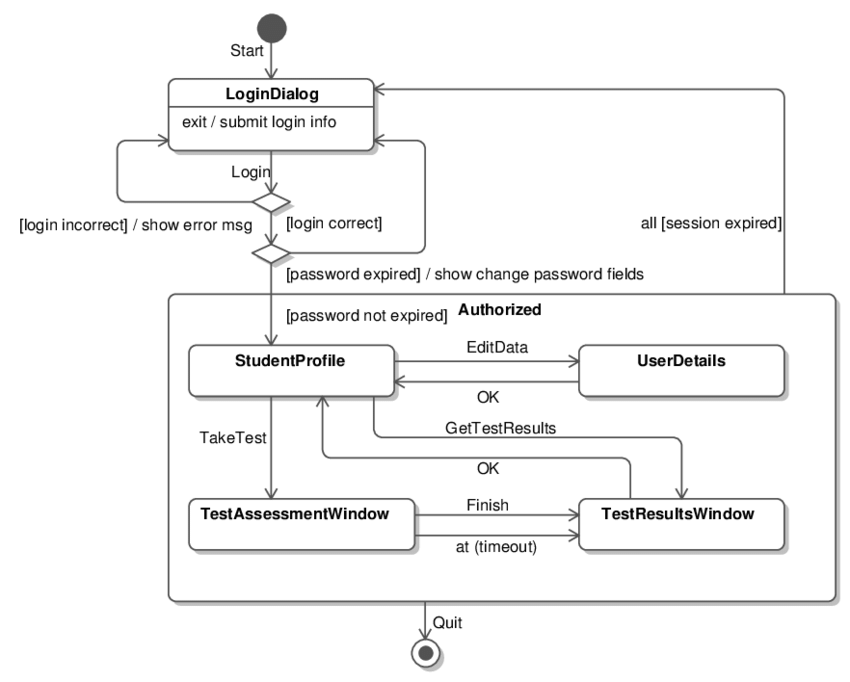 Start
LoginDialog
exit / submit login info
Login
[login incorrect] / show error msg
[login correct]
all [session expired]
[password expired] / show change password fields
[password not expired]
Authorized
StudentProfile
EditData
UserDetails
OK
TakeTest
GetTestResults
OK
TestAssessmentWindow
Finish
TestResultsWindow
at (timeout)
Quit